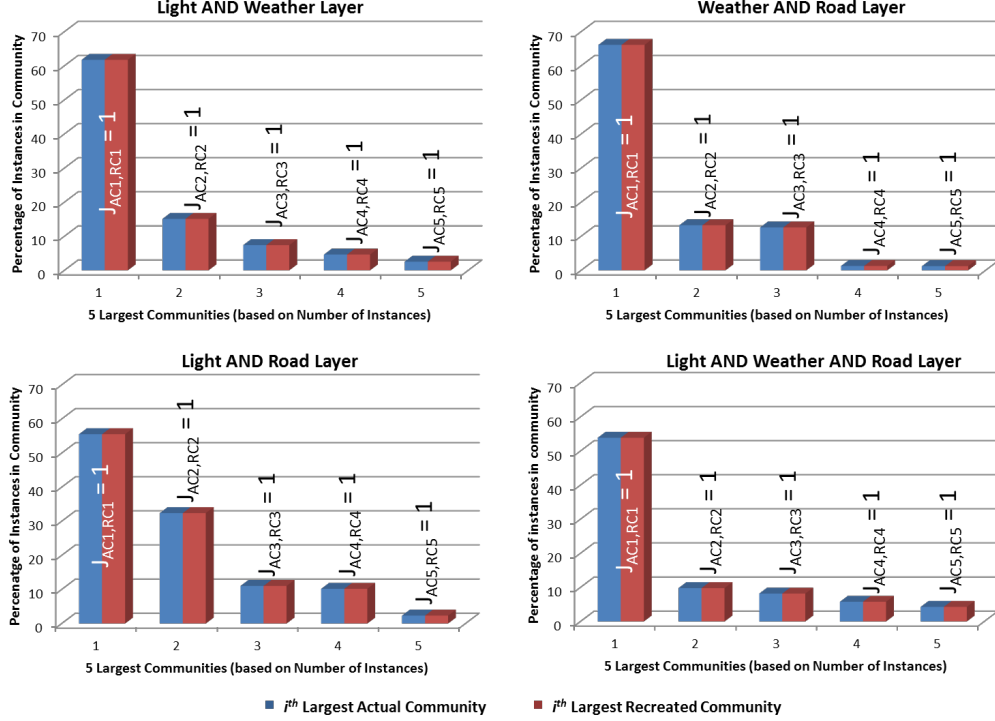 Light AND Weather Layer
Percentage of Instances in Community
70
60
50
40
30
20
10
0
J_AC1,RC1 = 1
J_AC2,RC2 = 1
J_AC3,RC3 = 1
J_AC4,RC4 = 1
J_AC5,RC5 = 1
1 2 3 4 5
5 Largest Communities (based on Number of Instances)
Weather AND Road Layer
Percentage of Instances in Community
70
60
50
40
30
20
10
0
J_AC1,RC1 = 1
J_AC2,RC2 = 1
J_AC3,RC3 = 1
J_AC4,RC4 = 1
J_AC5,RC5 = 1
1 2 3 4 5
5 Largest Communities (based on Number of Instances)
Light AND Road Layer
Percenatge of Instances in Community
70
60
50
40
30
20
10
0
J_AC1,RC1 = 1
J_AC2,RC2 = 1
J_AC3,RC3 = 1
J_AC4,RC4 = 1
J_AC5,RC5 = 1
1 2 3 4 5
5 Largest Communities (based on Number of Instances)
Light AND Weather AND Road Layer
Percentage of instances in community
70
60
50
40
30
20
10
0
J_AC1,RC1 = 1
J_AC2,RC2 = 1
J_AC3,RC3 = 1
J_AC4,RC4 = 1
J_AC5,RC5 = 1
1 2 3 4 5
5 Largest Communities (based on Number of Instances)
i^th Largest Actual Community
i^th Largest Recreated Community